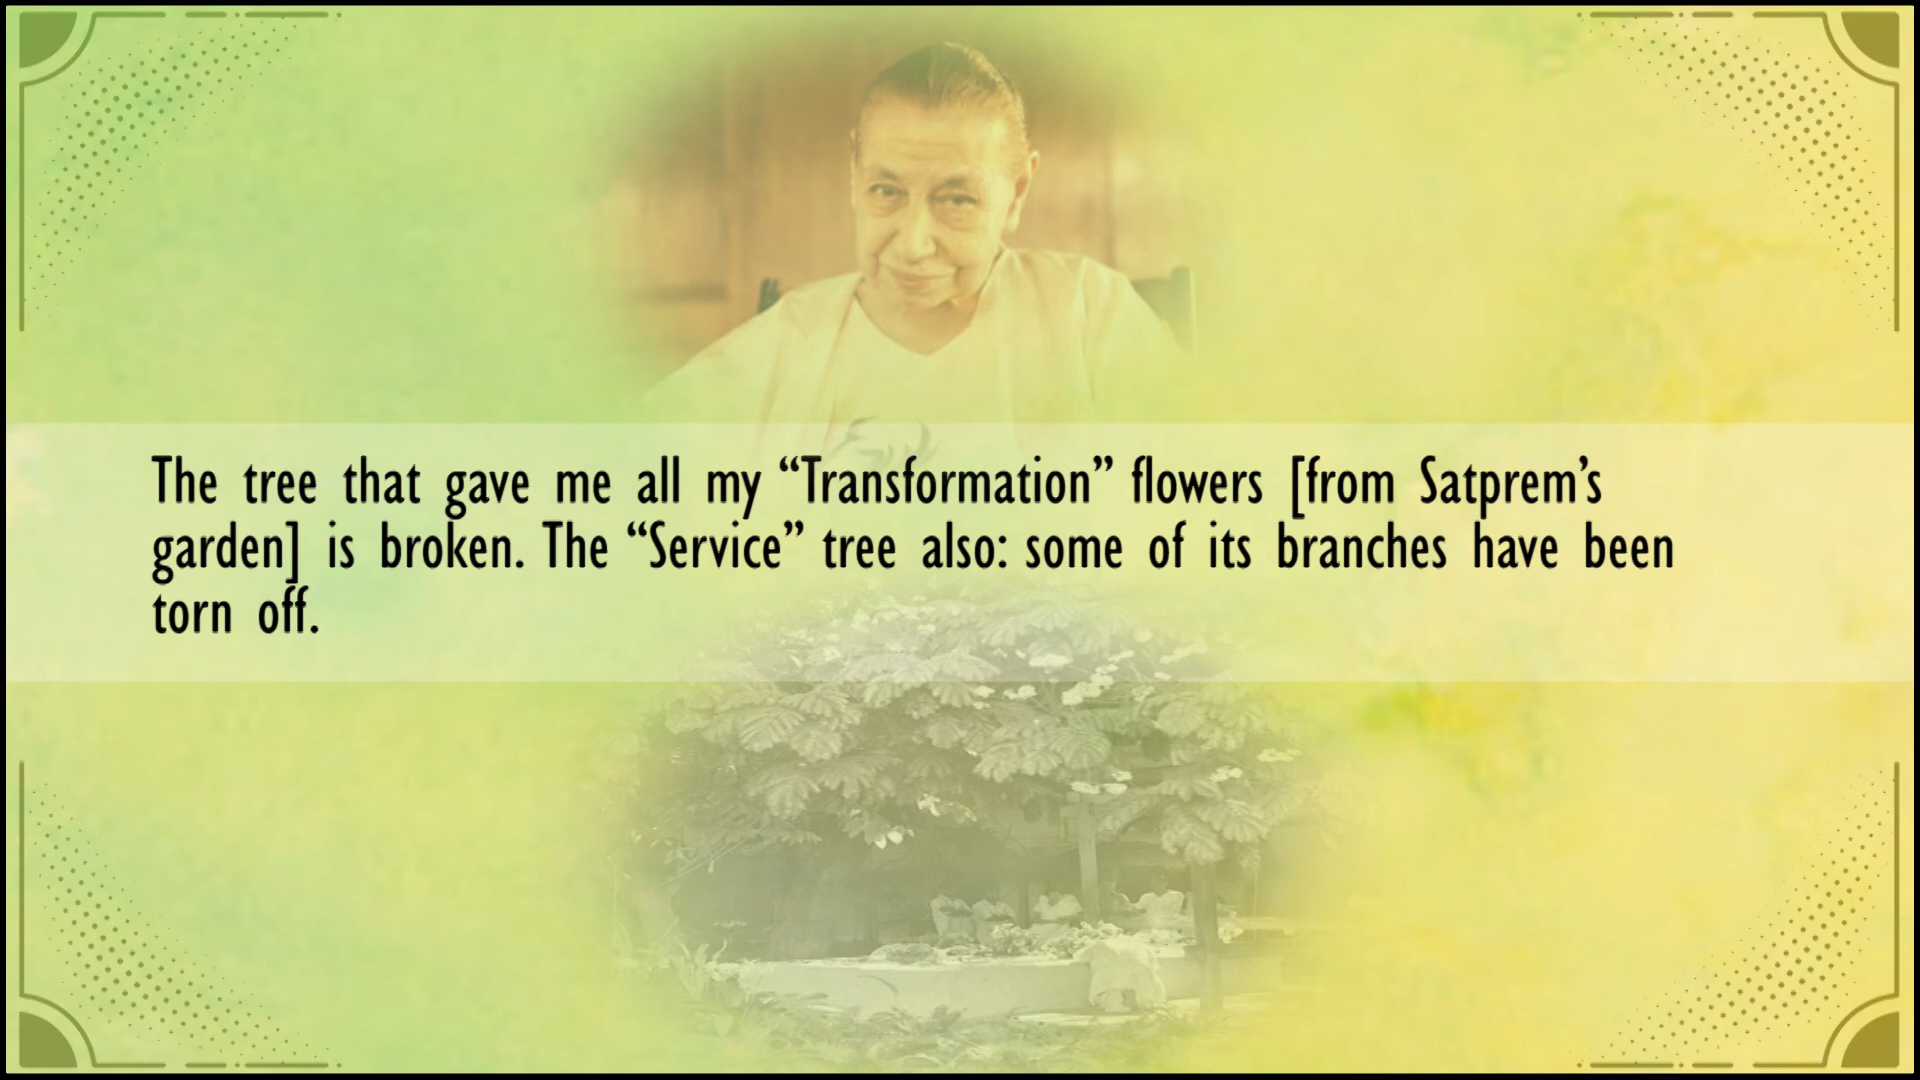 The tree that gave me all my “Transformation” flowers [from Satprem’s
garden] is broken. The “Service” tree also: some of its branches have been
torn off.